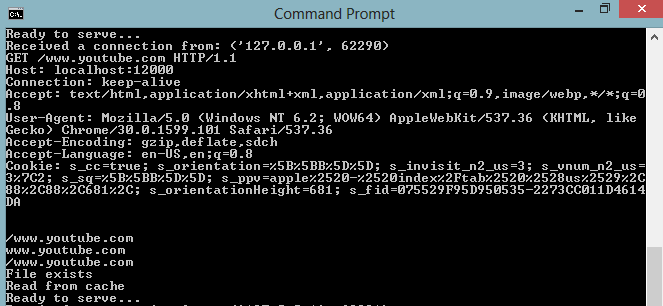 Command Prompt
Ready to serve...
Received a connection from: ('127.0.0.1', 62290)
GET /www.youtube.com HTTP/1.1
Host: localhost:12000
Connection: keep-alive
Accept: text/html,application/xhtml+xml,application/xml;q=0.9,image/webp,*/*;q=0
.8
User-Agent: Mozilla/5.0 (Windows NT 6.2; WOW64) AppleWebKit/537.36 (KHTML, like
Gecko) Chrome/30.0.1599.101 Safari/537.36
Accept-Encoding: gzip,deflate,sdch
Accept-Language: en-US,en;q=0.8
Cookie: s_cc=true; s_orientation=%5B%5BB%5D%5D; s_invisit_n2_us=3; s_vnum_n2_us=
3%7C2; s_sq=%5B%5BB%5D%5D; s_ppv=apple%2520-%2520index%2Ftab%2520%2528us%2529%2C
88%2C88%2C681%2C; s_orientationHeight=681; s_fid=075529F95D950535-2273CC011D4614
DA
/www.youtube.com
www.youtube.com
/www.youtube.com
File exists
Read from cache
Ready to serve...